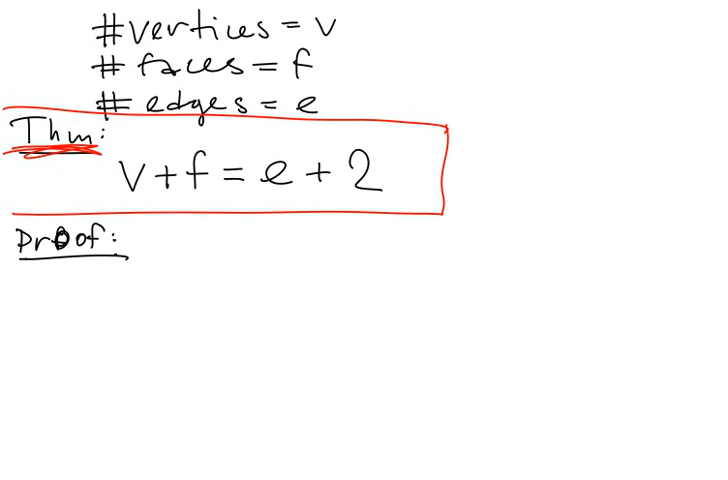 #vertices = v
# faces = f
# edges = e
Thm:
v + f = e + 2
Proof: